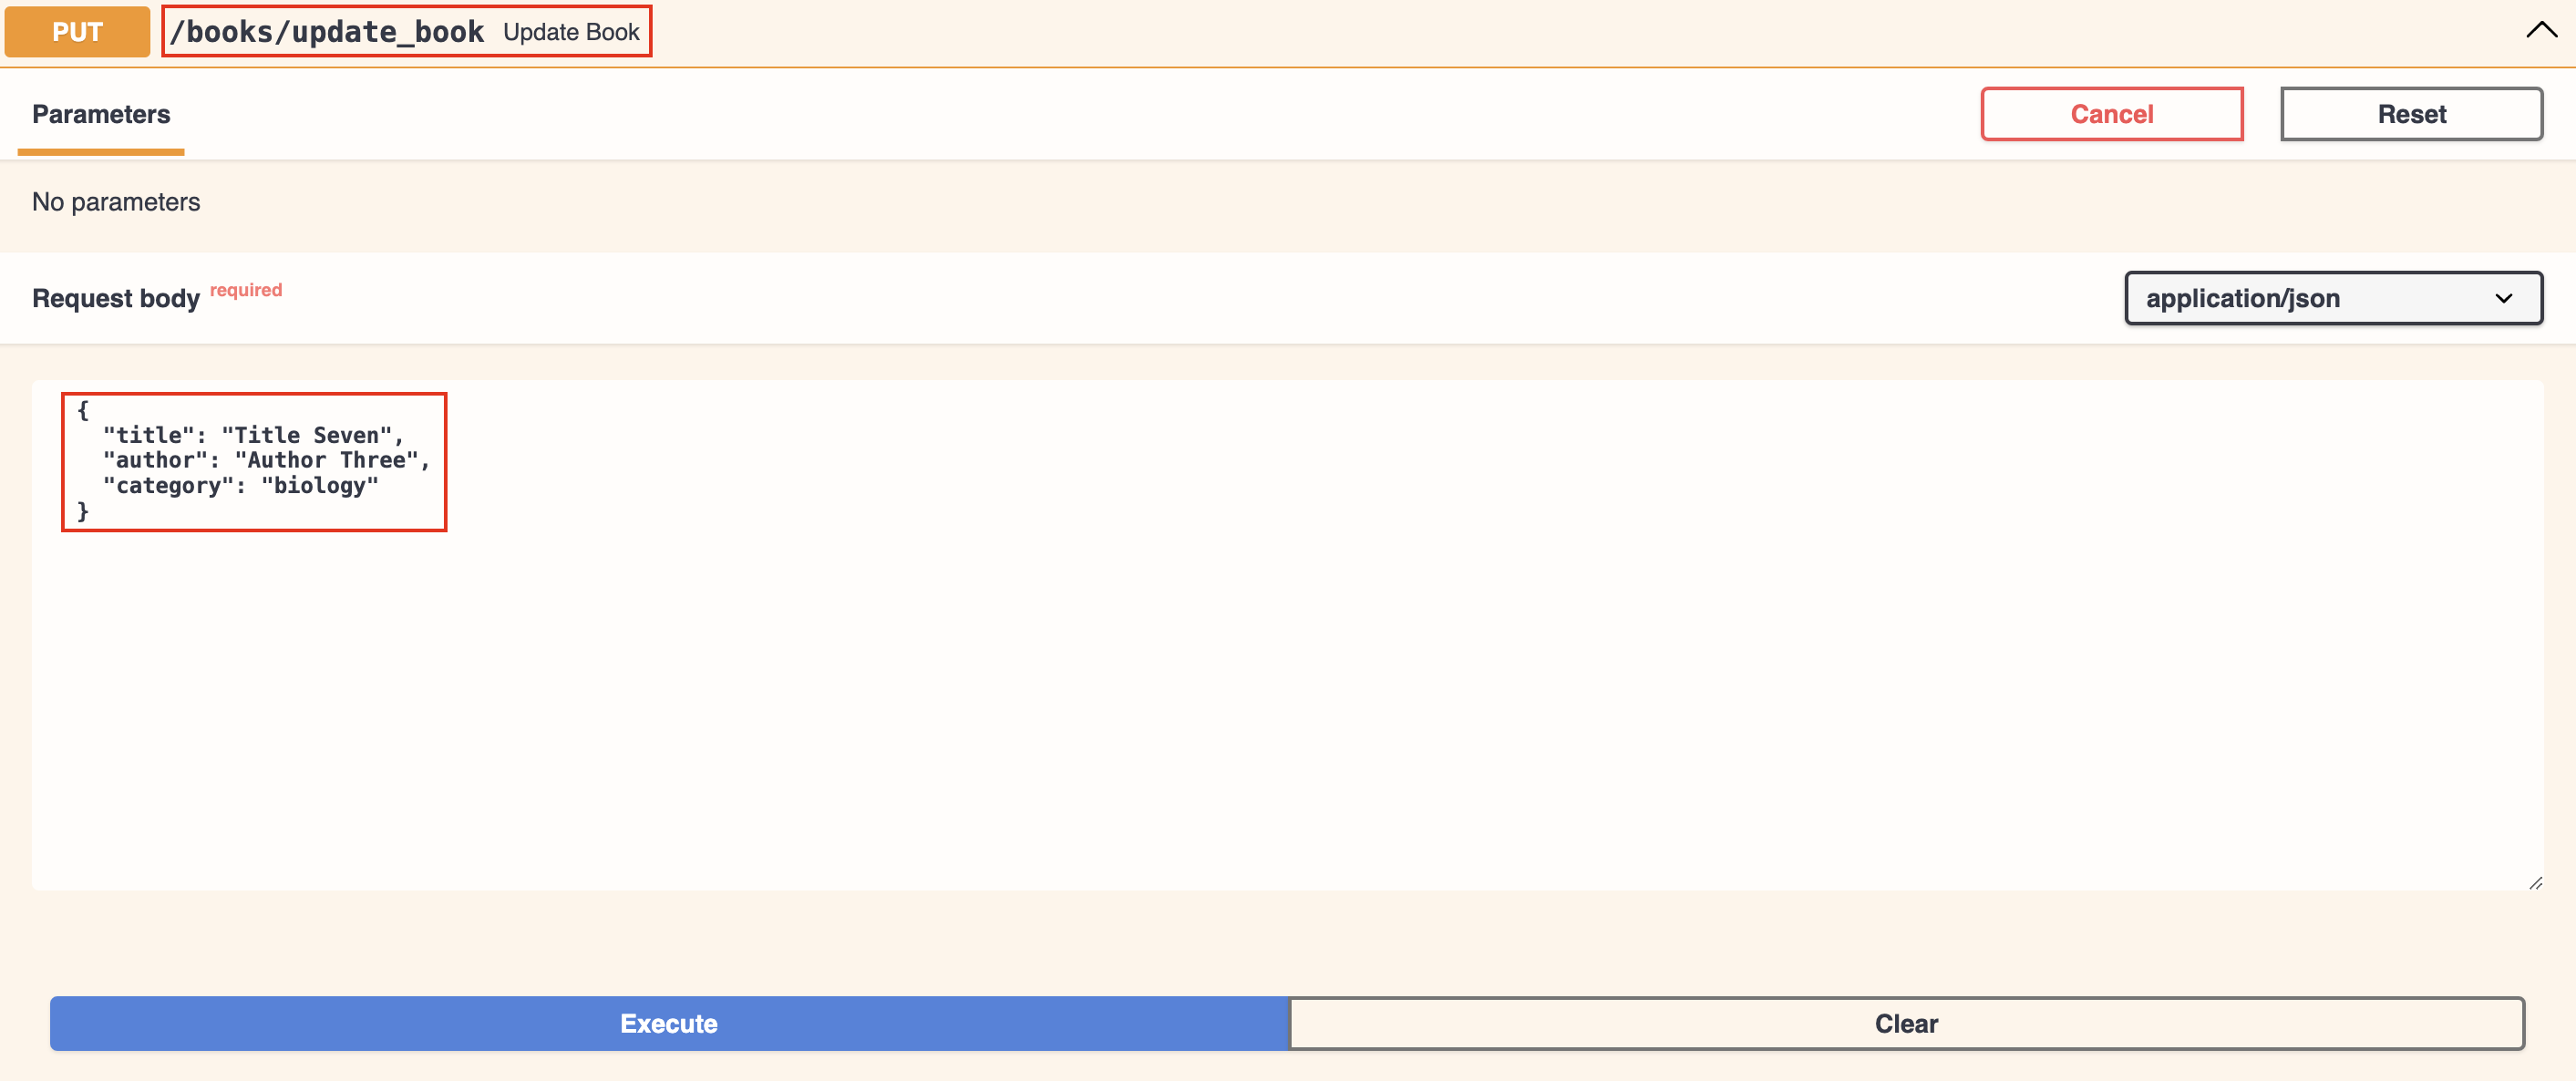 PUT /books/update_book Update Book
Parameters Cancel Reset
No parameters
Request body required application/json
{
  "title": "Title Seven",
  "author": "Author Three",
  "category": "biology"
}
Execute Clear